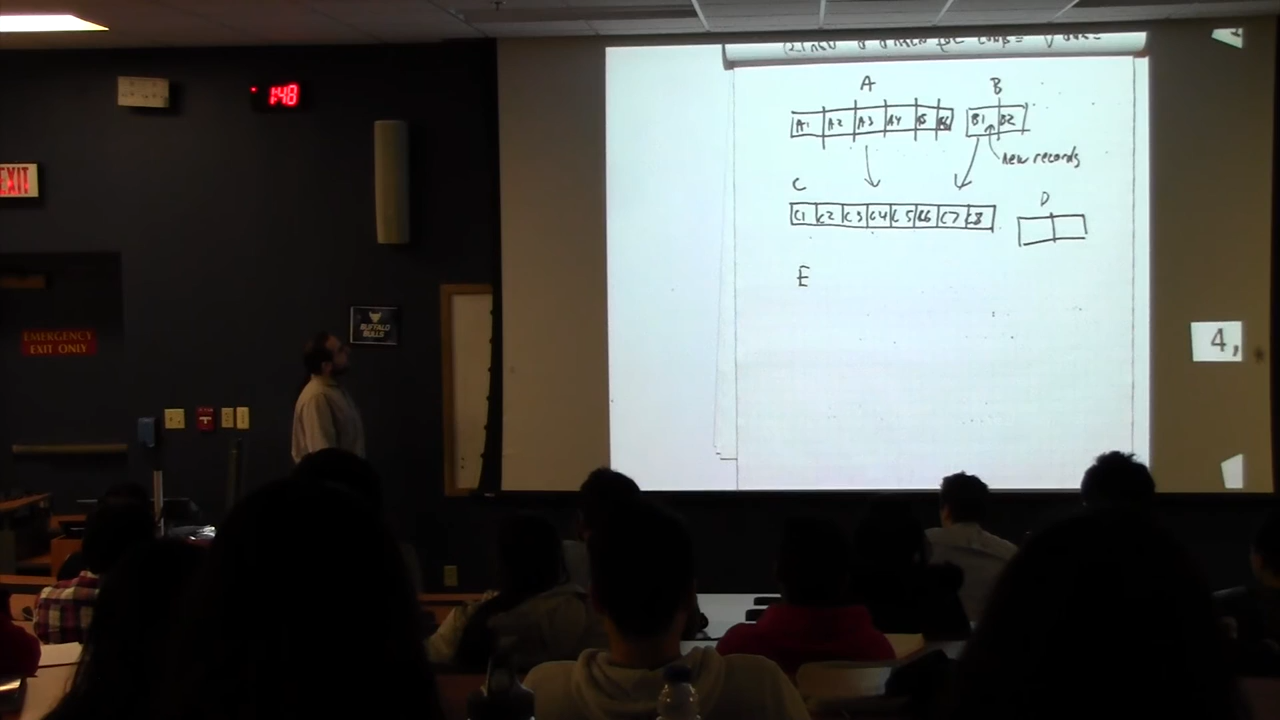 1:48
EXIT
EMERGENCY
EXIT ONLY
BUFFALO
BULLS
for
A B
A1 A2 A3 A4 A5 A6 B1 B2
new records
C D
C1 C2 C3 C4 C5 C6 C7 C8
E
4,